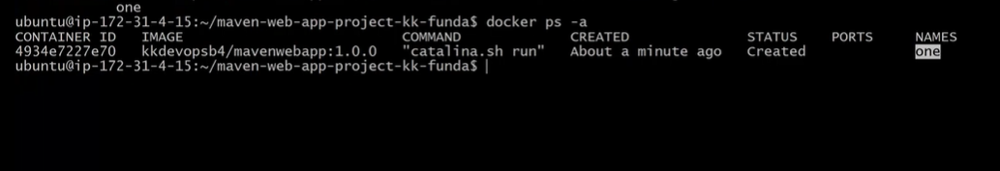 one
ubuntu@ip-172-31-4-15:~/maven-web-app-project-kk-funda$ docker ps -a
CONTAINER ID   IMAGE                         COMMAND             CREATED              STATUS    PORTS     NAMES
4934e7227e70   kkdevopsb4/mavenwebapp:1.0.0   "catalina.sh run"   About a minute ago   Created             one
ubuntu@ip-172-31-4-15:~/maven-web-app-project-kk-funda$